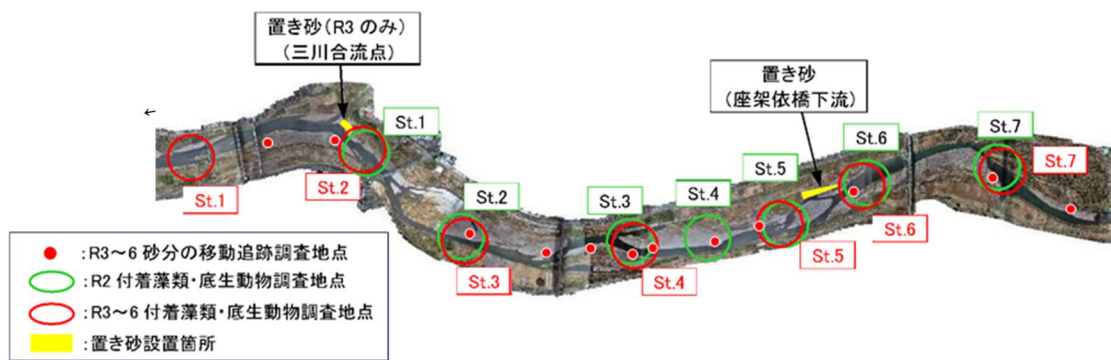 置き砂(R3 のみ)
(三川合流点)
置き砂
(座架依橋下流)
←
St.1
St.2
St.3
St.4
St.5
St.6
St.7
St.1
St.2
St.3
St.4
St.5
St.6
St.7
:R3～6 砂分の移動追跡調査地点
:R2 付着藻類・底生動物調査地点
:R3～6 付着藻類・底生動物調査地点
:置き砂設置箇所